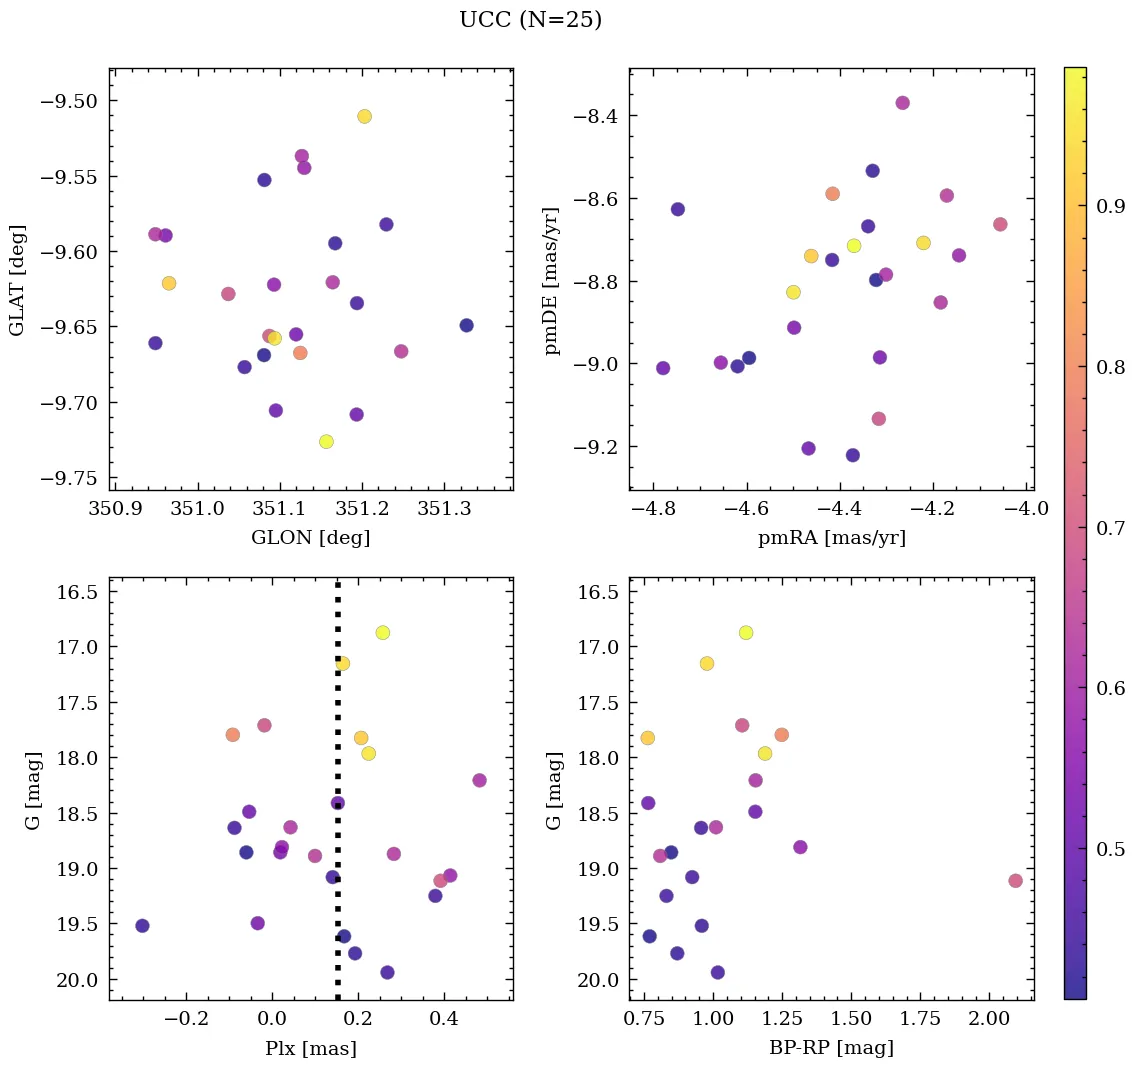 UCC (N=25)
−9.50
−9.55
−9.60
−9.65
−9.70
−9.75
GLAT [deg]
350.9 351.0 351.1 351.2 351.3
GLON [deg]
−8.4
−8.6
−8.8
−9.0
−9.2
pmDE [mas/yr]
−4.8 −4.6 −4.4 −4.2 −4.0
pmRA [mas/yr]
16.5
17.0
17.5
18.0
18.5
19.0
19.5
20.0
G [mag]
−0.2 0.0 0.2 0.4
Plx [mas]
16.5
17.0
17.5
18.0
18.5
19.0
19.5
20.0
G [mag]
0.75 1.00 1.25 1.50 1.75 2.00
BP-RP [mag]
0.9
0.8
0.7
0.6
0.5